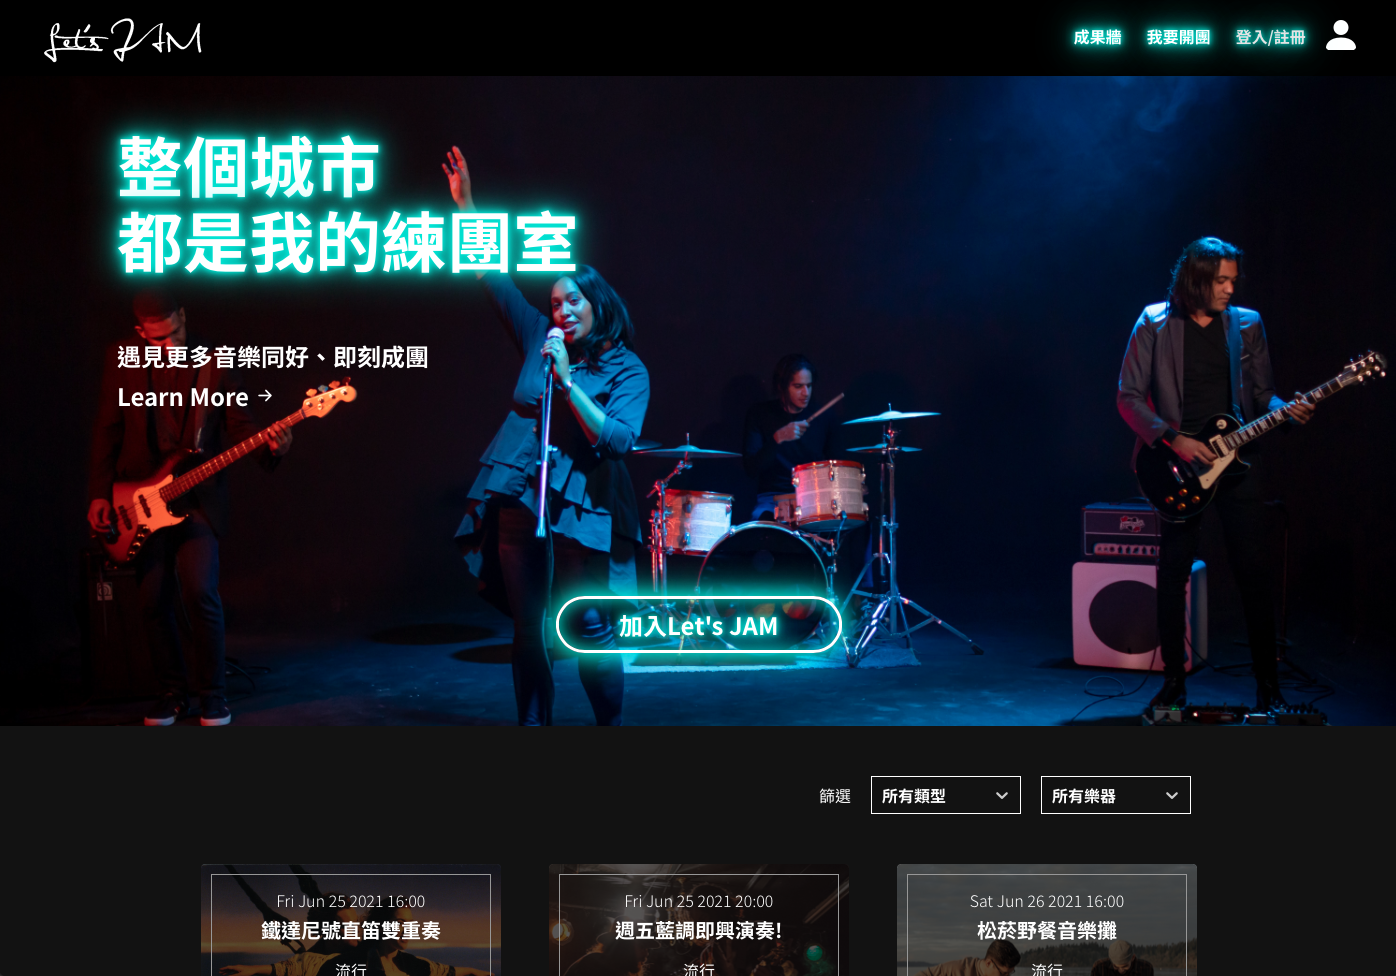 Let's JAM
成果牆
我要開團
登入/註冊
整個城市
都是我的練團室
遇見更多音樂同好、即刻成團
Learn More →
加入Let's JAM
篩選
所有類型
所有樂器
Fri Jun 25 2021 16:00
鐵達尼號直笛雙重奏
流行
Fri Jun 25 2021 20:00
週五藍調即興演奏!
流行
Sat Jun 26 2021 16:00
松菸野餐音樂攤
流行